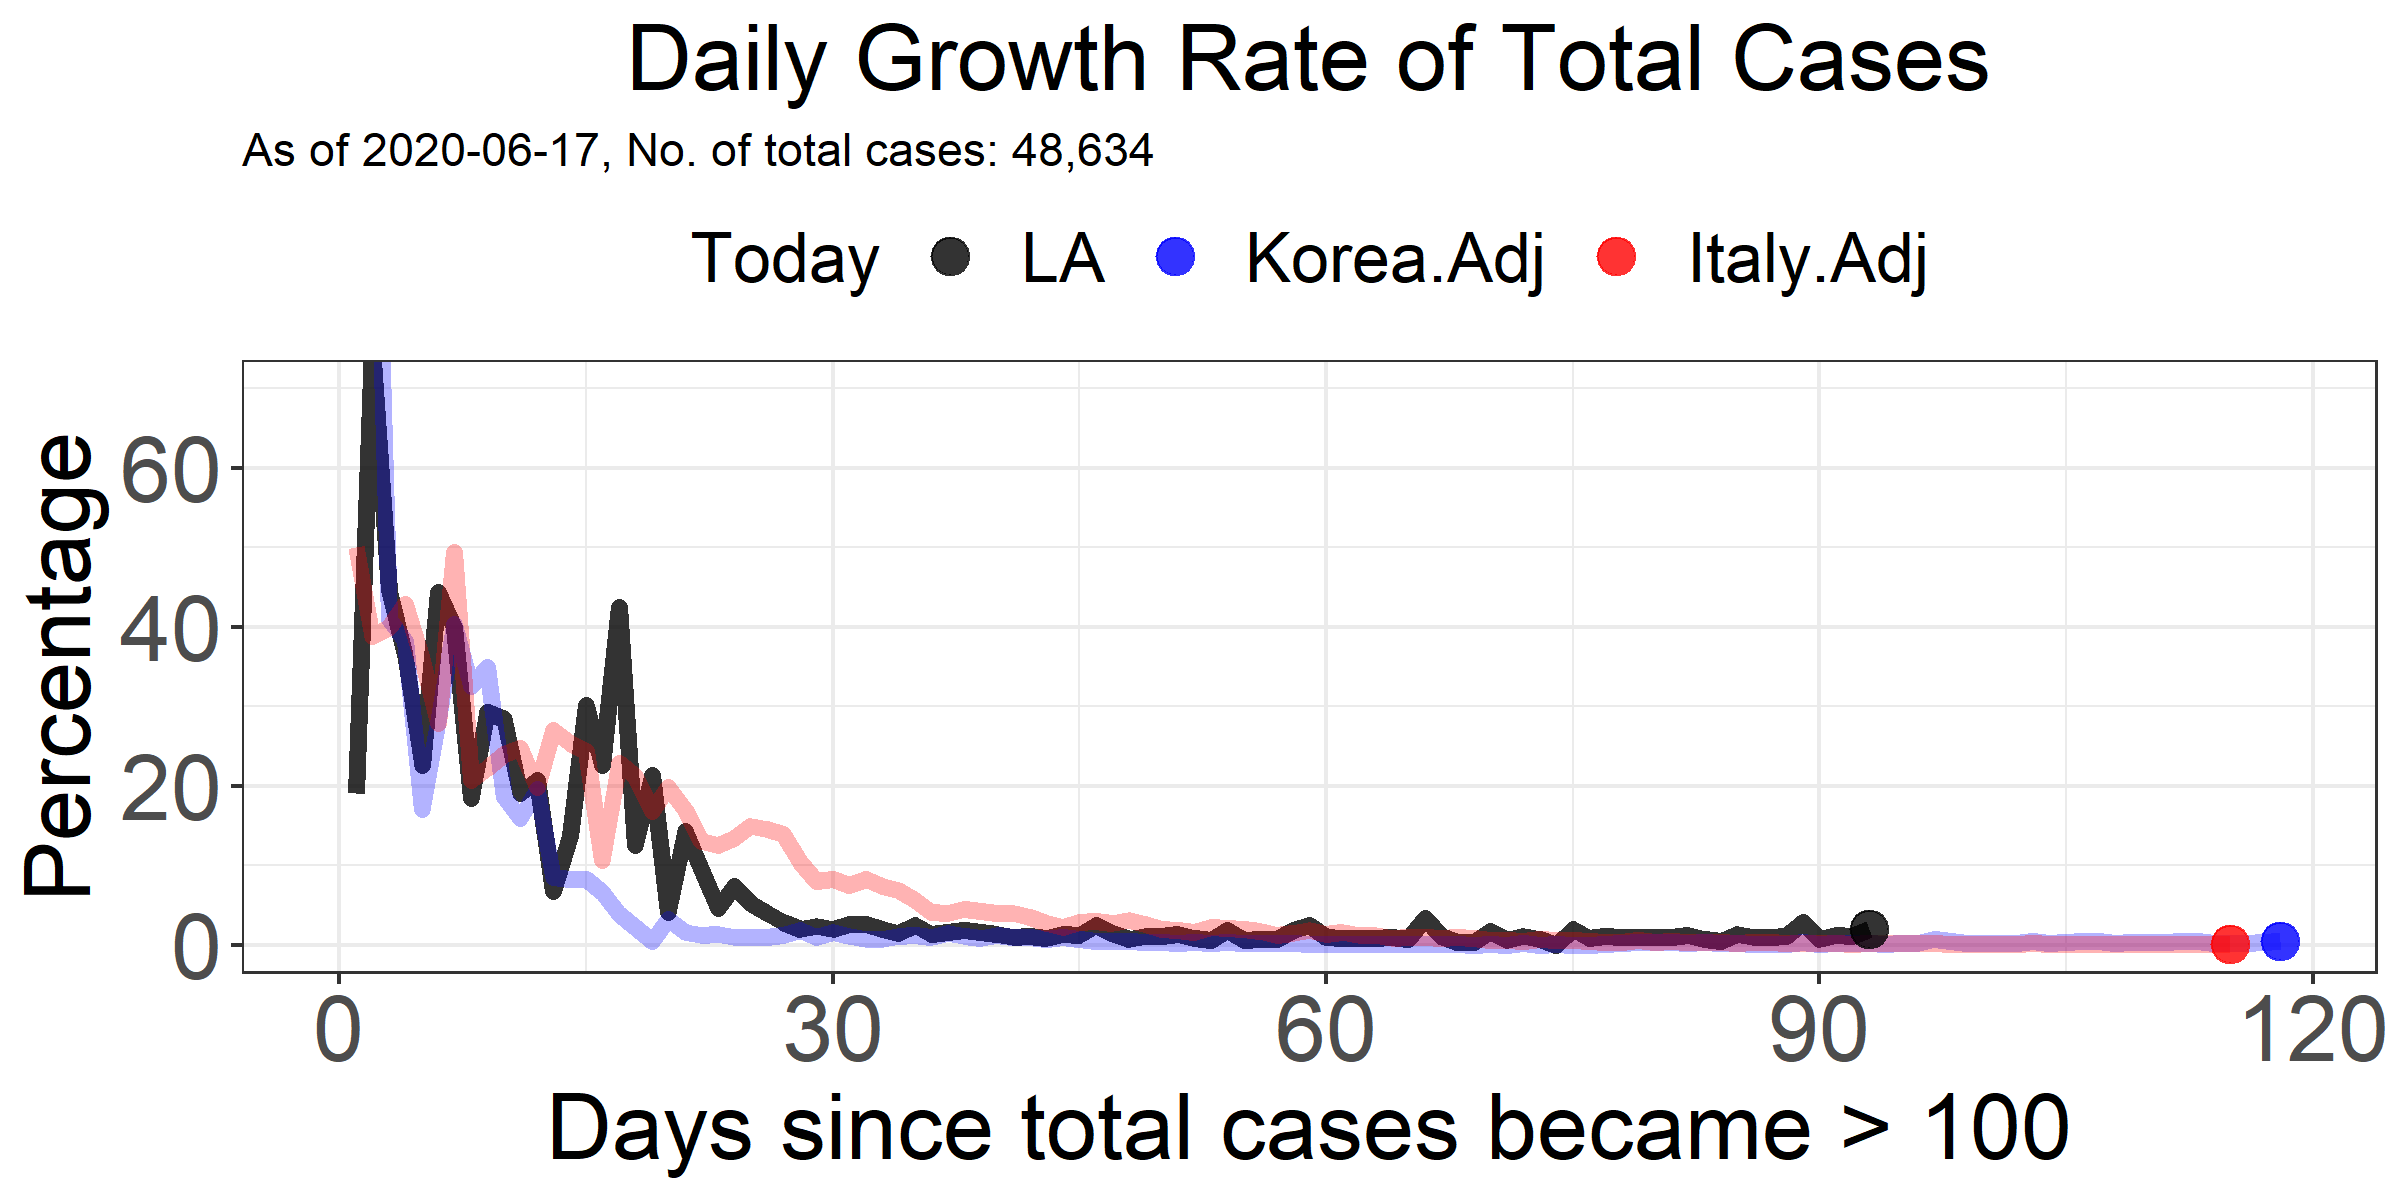 Daily Growth Rate of Total Cases
As of 2020-06-17, No. of total cases: 48,634
Today LA Korea.Adj Italy.Adj
Percentage
60
40
20
0
0 30 60 90 120
Days since total cases became > 100